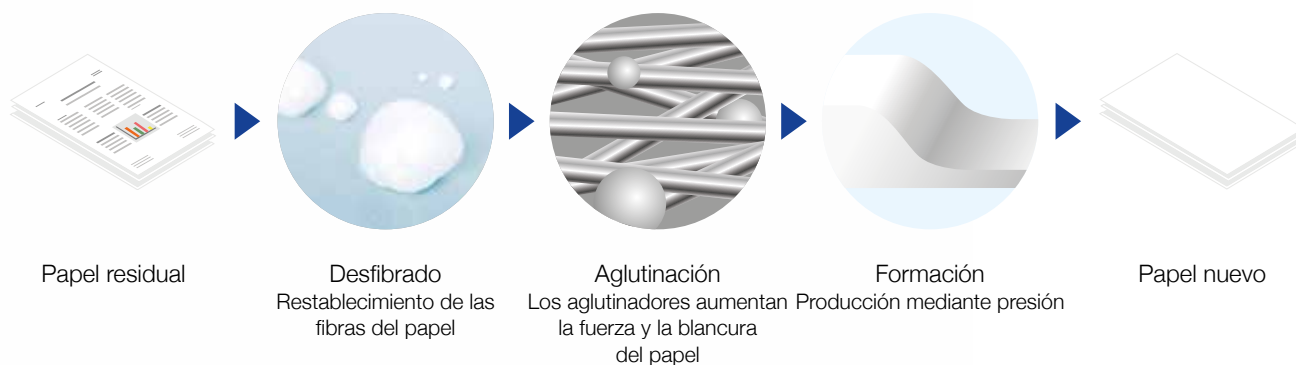 Papel residual
Desfibrado
Restablecimiento de las
fibras del papel
Aglutinación
Los aglutinadores aumentan
la fuerza y la blancura
del papel
Formación
Producción mediante presión
Papel nuevo